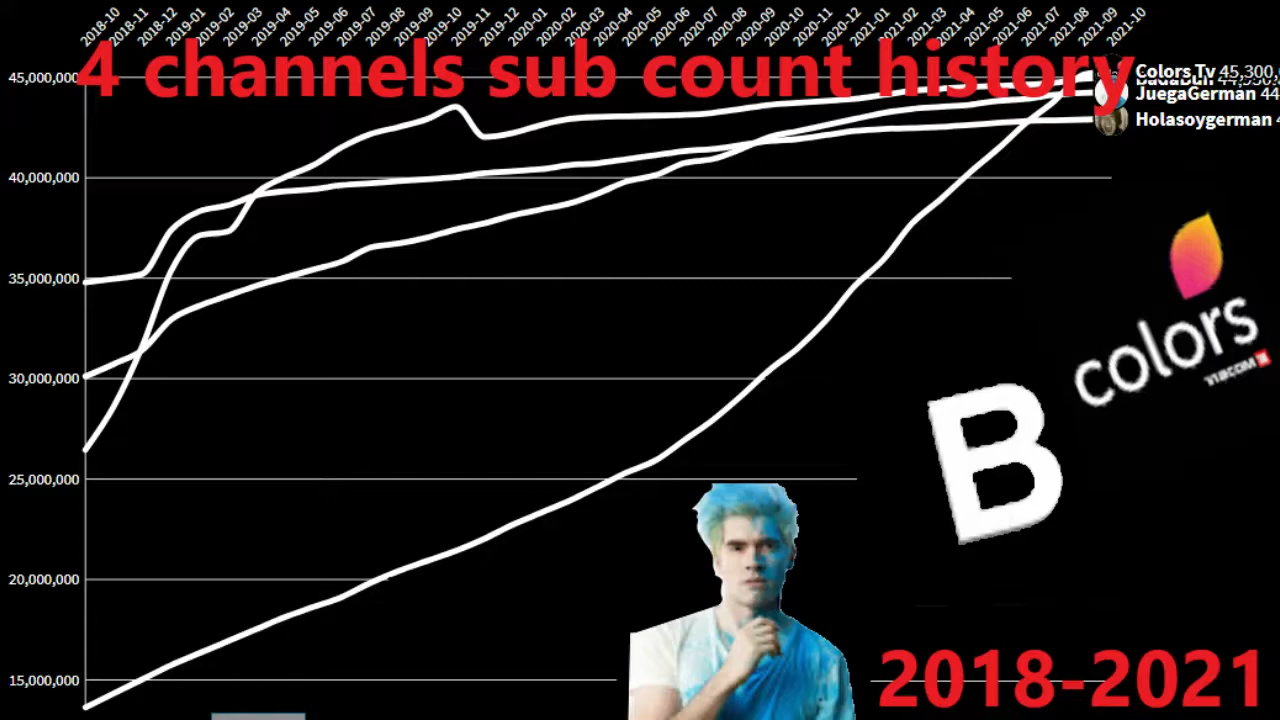 2018-10 2018-11 2018-12 2019-01 2019-02 2019-03 2019-04 2019-05 2019-06 2019-07 2019-08 2019-09 2019-10 2019-11 2019-12 2020-01 2020-02 2020-03 2020-04 2020-05 2020-06 2020-07 2020-08 2020-09 2020-10 2020-11 2020-12 2021-01 2021-02 2021-03 2021-04 2021-05 2021-06 2021-07 2021-08 2021-09 2021-10
4 channels sub count history
45,000,000
Colors Tv 45,300,
JuegaGerman 44
Holasoygerman 4
40,000,000
35,000,000
colors
VIACOM 18
30,000,000
B
25,000,000
20,000,000
15,000,000
2018-2021